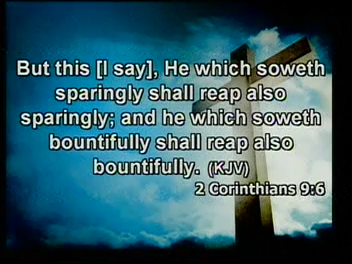 But this [I say], He which soweth
sparingly shall reap also
sparingly; and he which soweth
bountifully shall reap also
bountifully. (KJV)
2 Corinthians 9:6